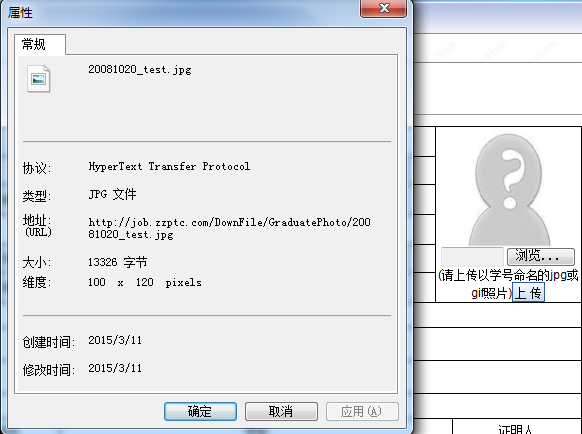 属性
常规
20081020_test.jpg
协议: HyperText Transfer Protocol
类型: JPG 文件
地址: http://job.zzptc.com/DownFile/GraduatePhoto/20
(URL) 081020_test.jpg
大小: 13326 字节
维度: 100 x 120 pixels
创建时间: 2015/3/11
修改时间: 2015/3/11
确定 取消 应用(A)
浏览...
(请上传以学号命名的jpg或
gif照片) 上 传
证明人